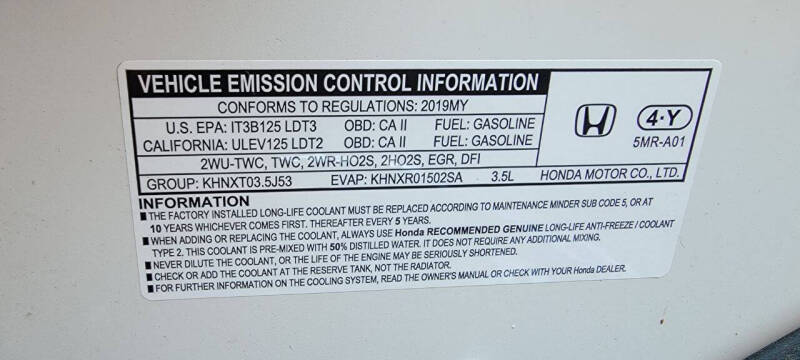 VEHICLE EMISSION CONTROL INFORMATION
CONFORMS TO REGULATIONS: 2019MY
U.S. EPA: IT3B125 LDT3 OBD: CA II FUEL: GASOLINE
CALIFORNIA: ULEV125 LDT2 OBD: CA II FUEL: GASOLINE
2WU-TWC, TWC, 2WR-HO2S, 2HO2S, EGR, DFI
GROUP: KHNXT03.5J53 EVAP: KHNXR01502SA 3.5L
4·Y
5MR-A01
HONDA MOTOR CO., LTD.
INFORMATION
■ THE FACTORY INSTALLED LONG-LIFE COOLANT MUST BE REPLACED ACCORDING TO MAINTENANCE MINDER SUB CODE 5, OR AT
10 YEARS WHICHEVER COMES FIRST. THEREAFTER EVERY 5 YEARS.
■ WHEN ADDING OR REPLACING THE COOLANT, ALWAYS USE Honda RECOMMENDED GENUINE LONG-LIFE ANTI-FREEZE / COOLANT
TYPE 2. THIS COOLANT IS PRE-MIXED WITH 50% DISTILLED WATER. IT DOES NOT REQUIRE ANY ADDITIONAL MIXING.
■ NEVER DILUTE THE COOLANT, OR THE LIFE OF THE ENGINE MAY BE SERIOUSLY SHORTENED.
■ CHECK OR ADD THE COOLANT AT THE RESERVE TANK, NOT THE RADIATOR.
■ FOR FURTHER INFORMATION ON THE COOLING SYSTEM, READ THE OWNER'S MANUAL OR CHECK WITH YOUR Honda DEALER.